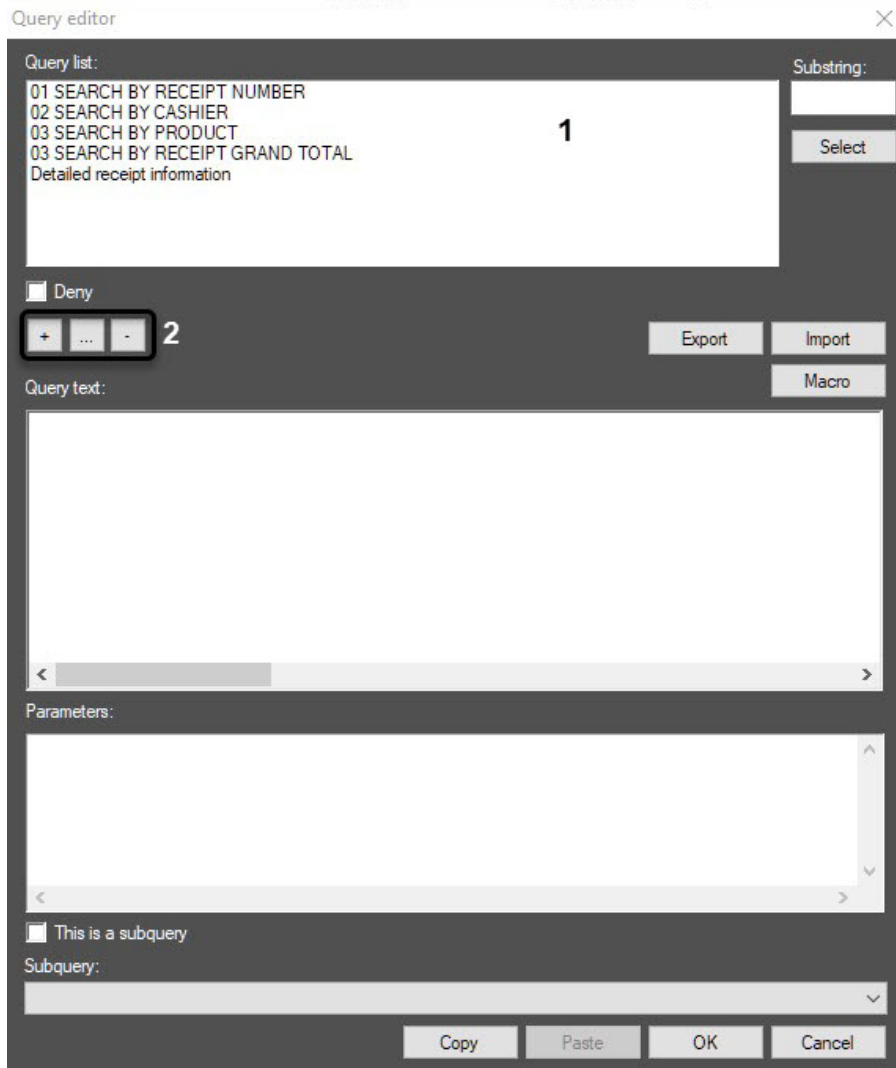 Query editor
Query list:
Substring:
01 SEARCH BY RECEIPT NUMBER
02 SEARCH BY CASHIER
03 SEARCH BY PRODUCT
03 SEARCH BY RECEIPT GRAND TOTAL
Detailed receipt information
1
Select
Deny
+ ... - 2
Export Import
Query text:
Macro
Parameters:
This is a subquery
Subquery:
Copy Paste OK Cancel